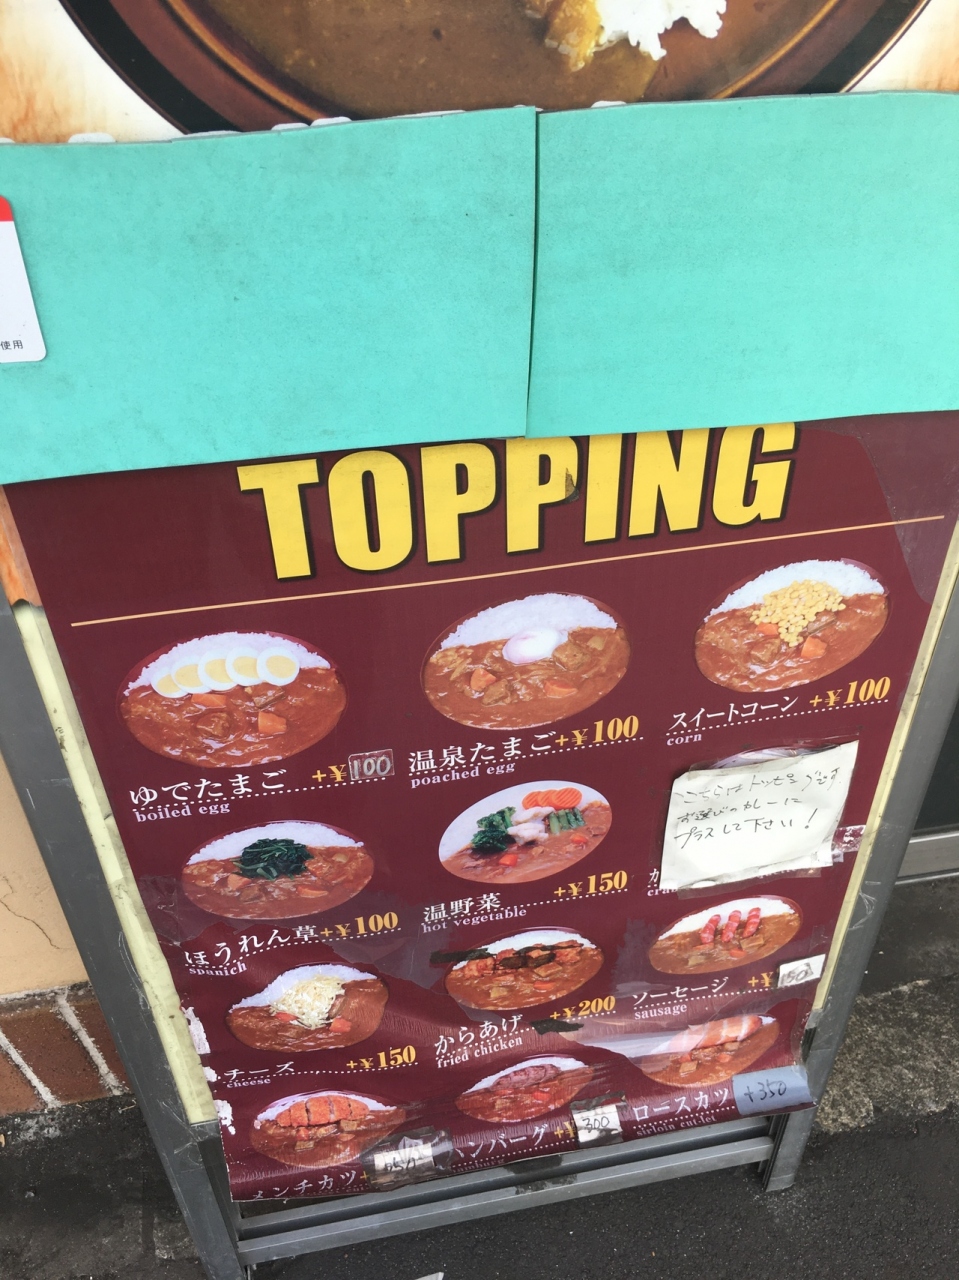 使用
TOPPING
ゆでたまご +¥100
boiled egg
温泉たまご+¥100
poached egg
スイートコーン +¥100
corn
こちらはトッピングです
お選びのカレーに
プラスして下さい!
ほうれん草+¥100
spanich
温野菜 +¥150
hot vegetable
チーズ +¥150
cheese
からあげ +¥200
fried chicken
ソーセージ +¥150
sausage
メンチカツ+
ハンバーグ+¥300
ロースカツ +350
sirloin cutlet